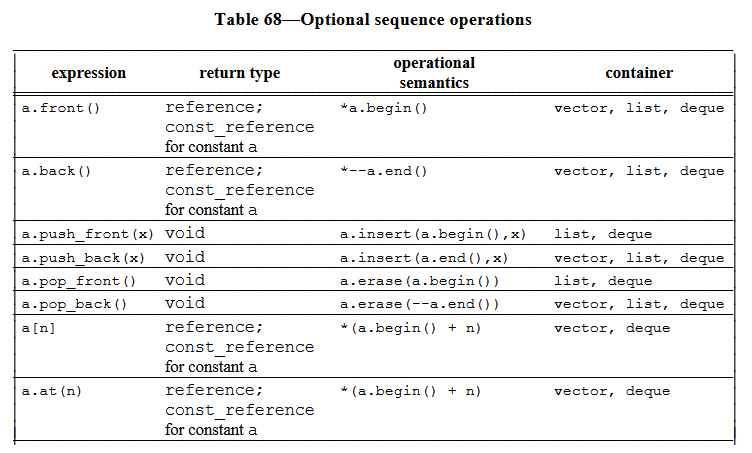 Table 68—Optional sequence operations
expression return type operational semantics container
a.front() reference; *a.begin() vector, list, deque
const_reference
for constant a
a.back() reference; *--a.end() vector, list, deque
const_reference
for constant a
a.push_front(x) void a.insert(a.begin(),x) list, deque
a.push_back(x) void a.insert(a.end(),x) vector, list, deque
a.pop_front() void a.erase(a.begin()) list, deque
a.pop_back() void a.erase(--a.end()) vector, list, deque
a[n] reference; *(a.begin() + n) vector, deque
const_reference
for constant a
a.at(n) reference; *(a.begin() + n) vector, deque
const_reference
for constant a